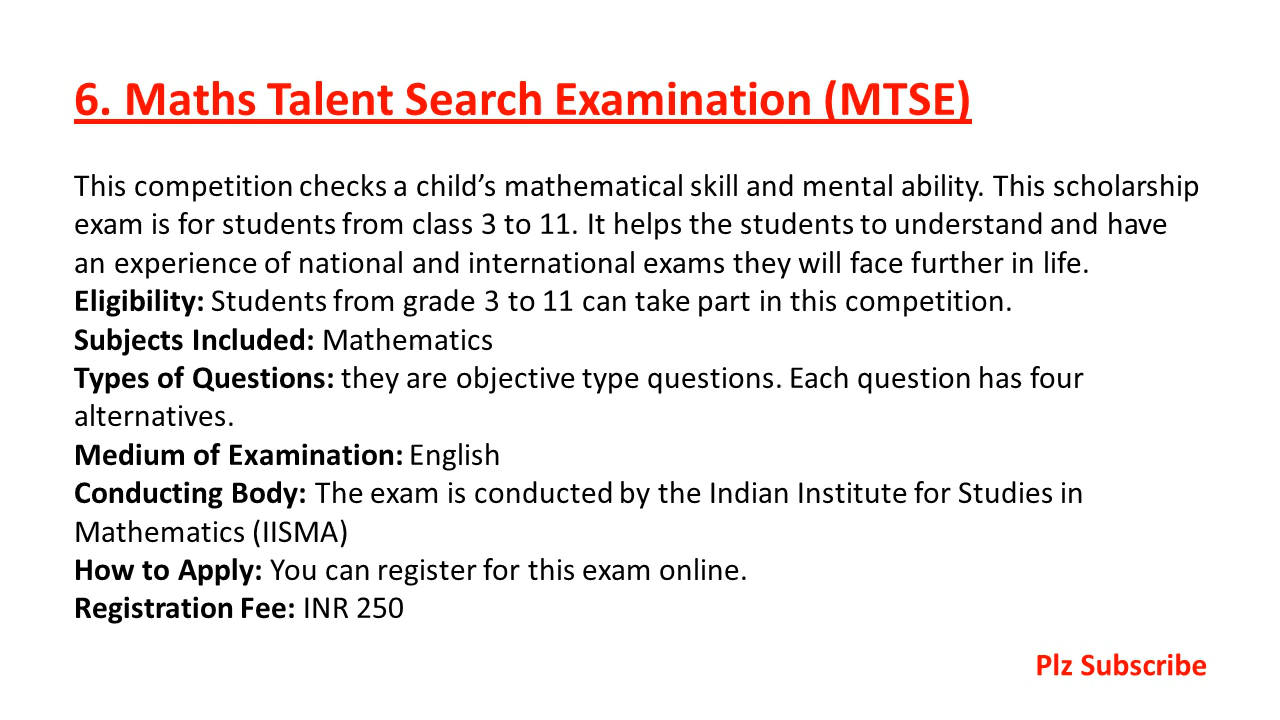 6. Maths Talent Search Examination (MTSE)
This competition checks a child’s mathematical skill and mental ability. This scholarship
exam is for students from class 3 to 11. It helps the students to understand and have
an experience of national and international exams they will face further in life.
Eligibility: Students from grade 3 to 11 can take part in this competition.
Subjects Included: Mathematics
Types of Questions: they are objective type questions. Each question has four
alternatives.
Medium of Examination: English
Conducting Body: The exam is conducted by the Indian Institute for Studies in
Mathematics (IISMA)
How to Apply: You can register for this exam online.
Registration Fee: INR 250
Plz Subscribe